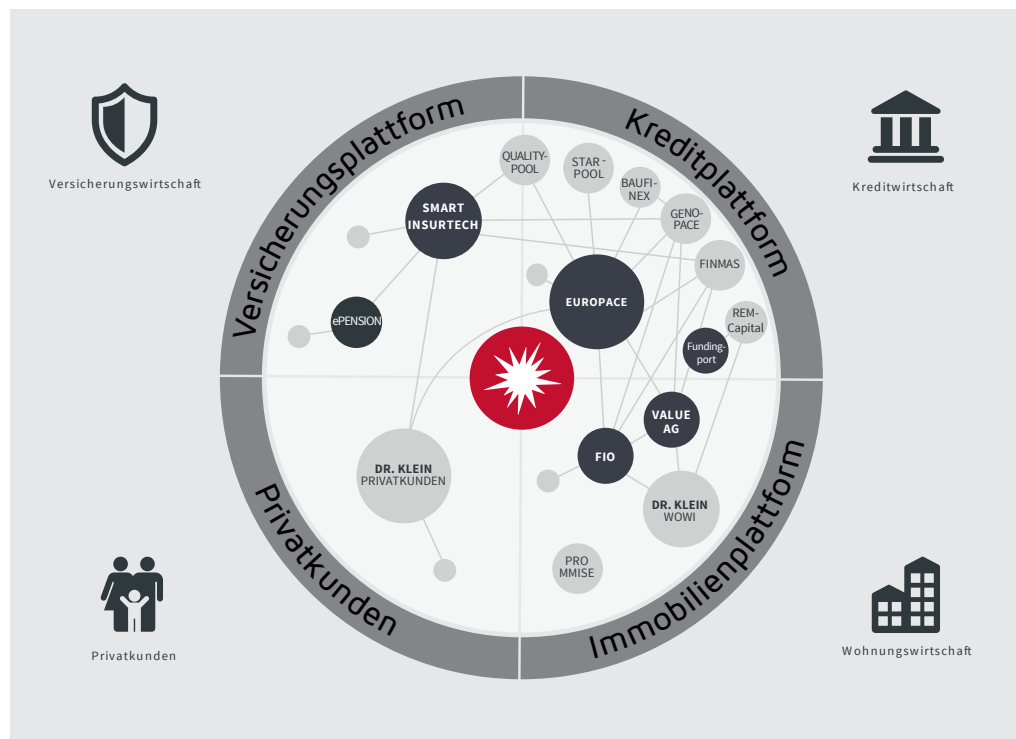 Versicherungsplattform
Kreditplattform
Versicherungswirtschaft
Kreditwirtschaft
QUALITY-
POOL
STAR-
POOL
BAUFI-
NEX
GENO-
PACE
SMART
INSURTECH
FINMAS
EUROPACE
REM-
Capital
ePENSION
Funding-
port
VALUE
AG
FIO
DR. KLEIN
PRIVATKUNDEN
DR. KLEIN
WOWI
PRO
MMISE
Privatkunden
Immobilienplattform
Privatkunden
Wohnungswirtschaft